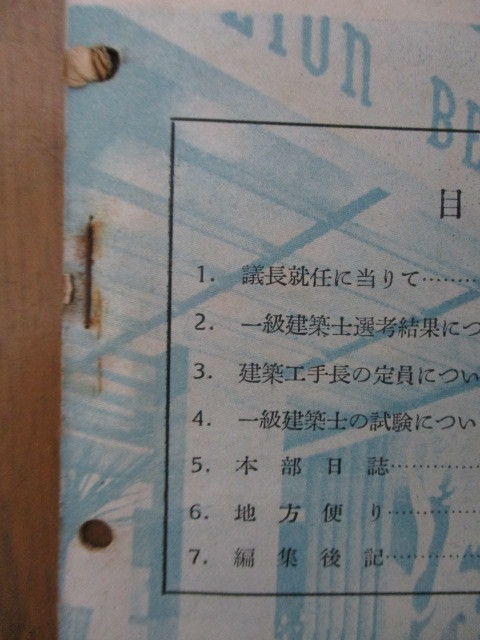 目
1. 議長就任に当りて………
2. 一級建築士選考結果につ
3. 建築工手長の定員につい
4. 一級建築士の試験につい
5. 本部日誌…………
6. 地方便り…………
7. 編集後記…………